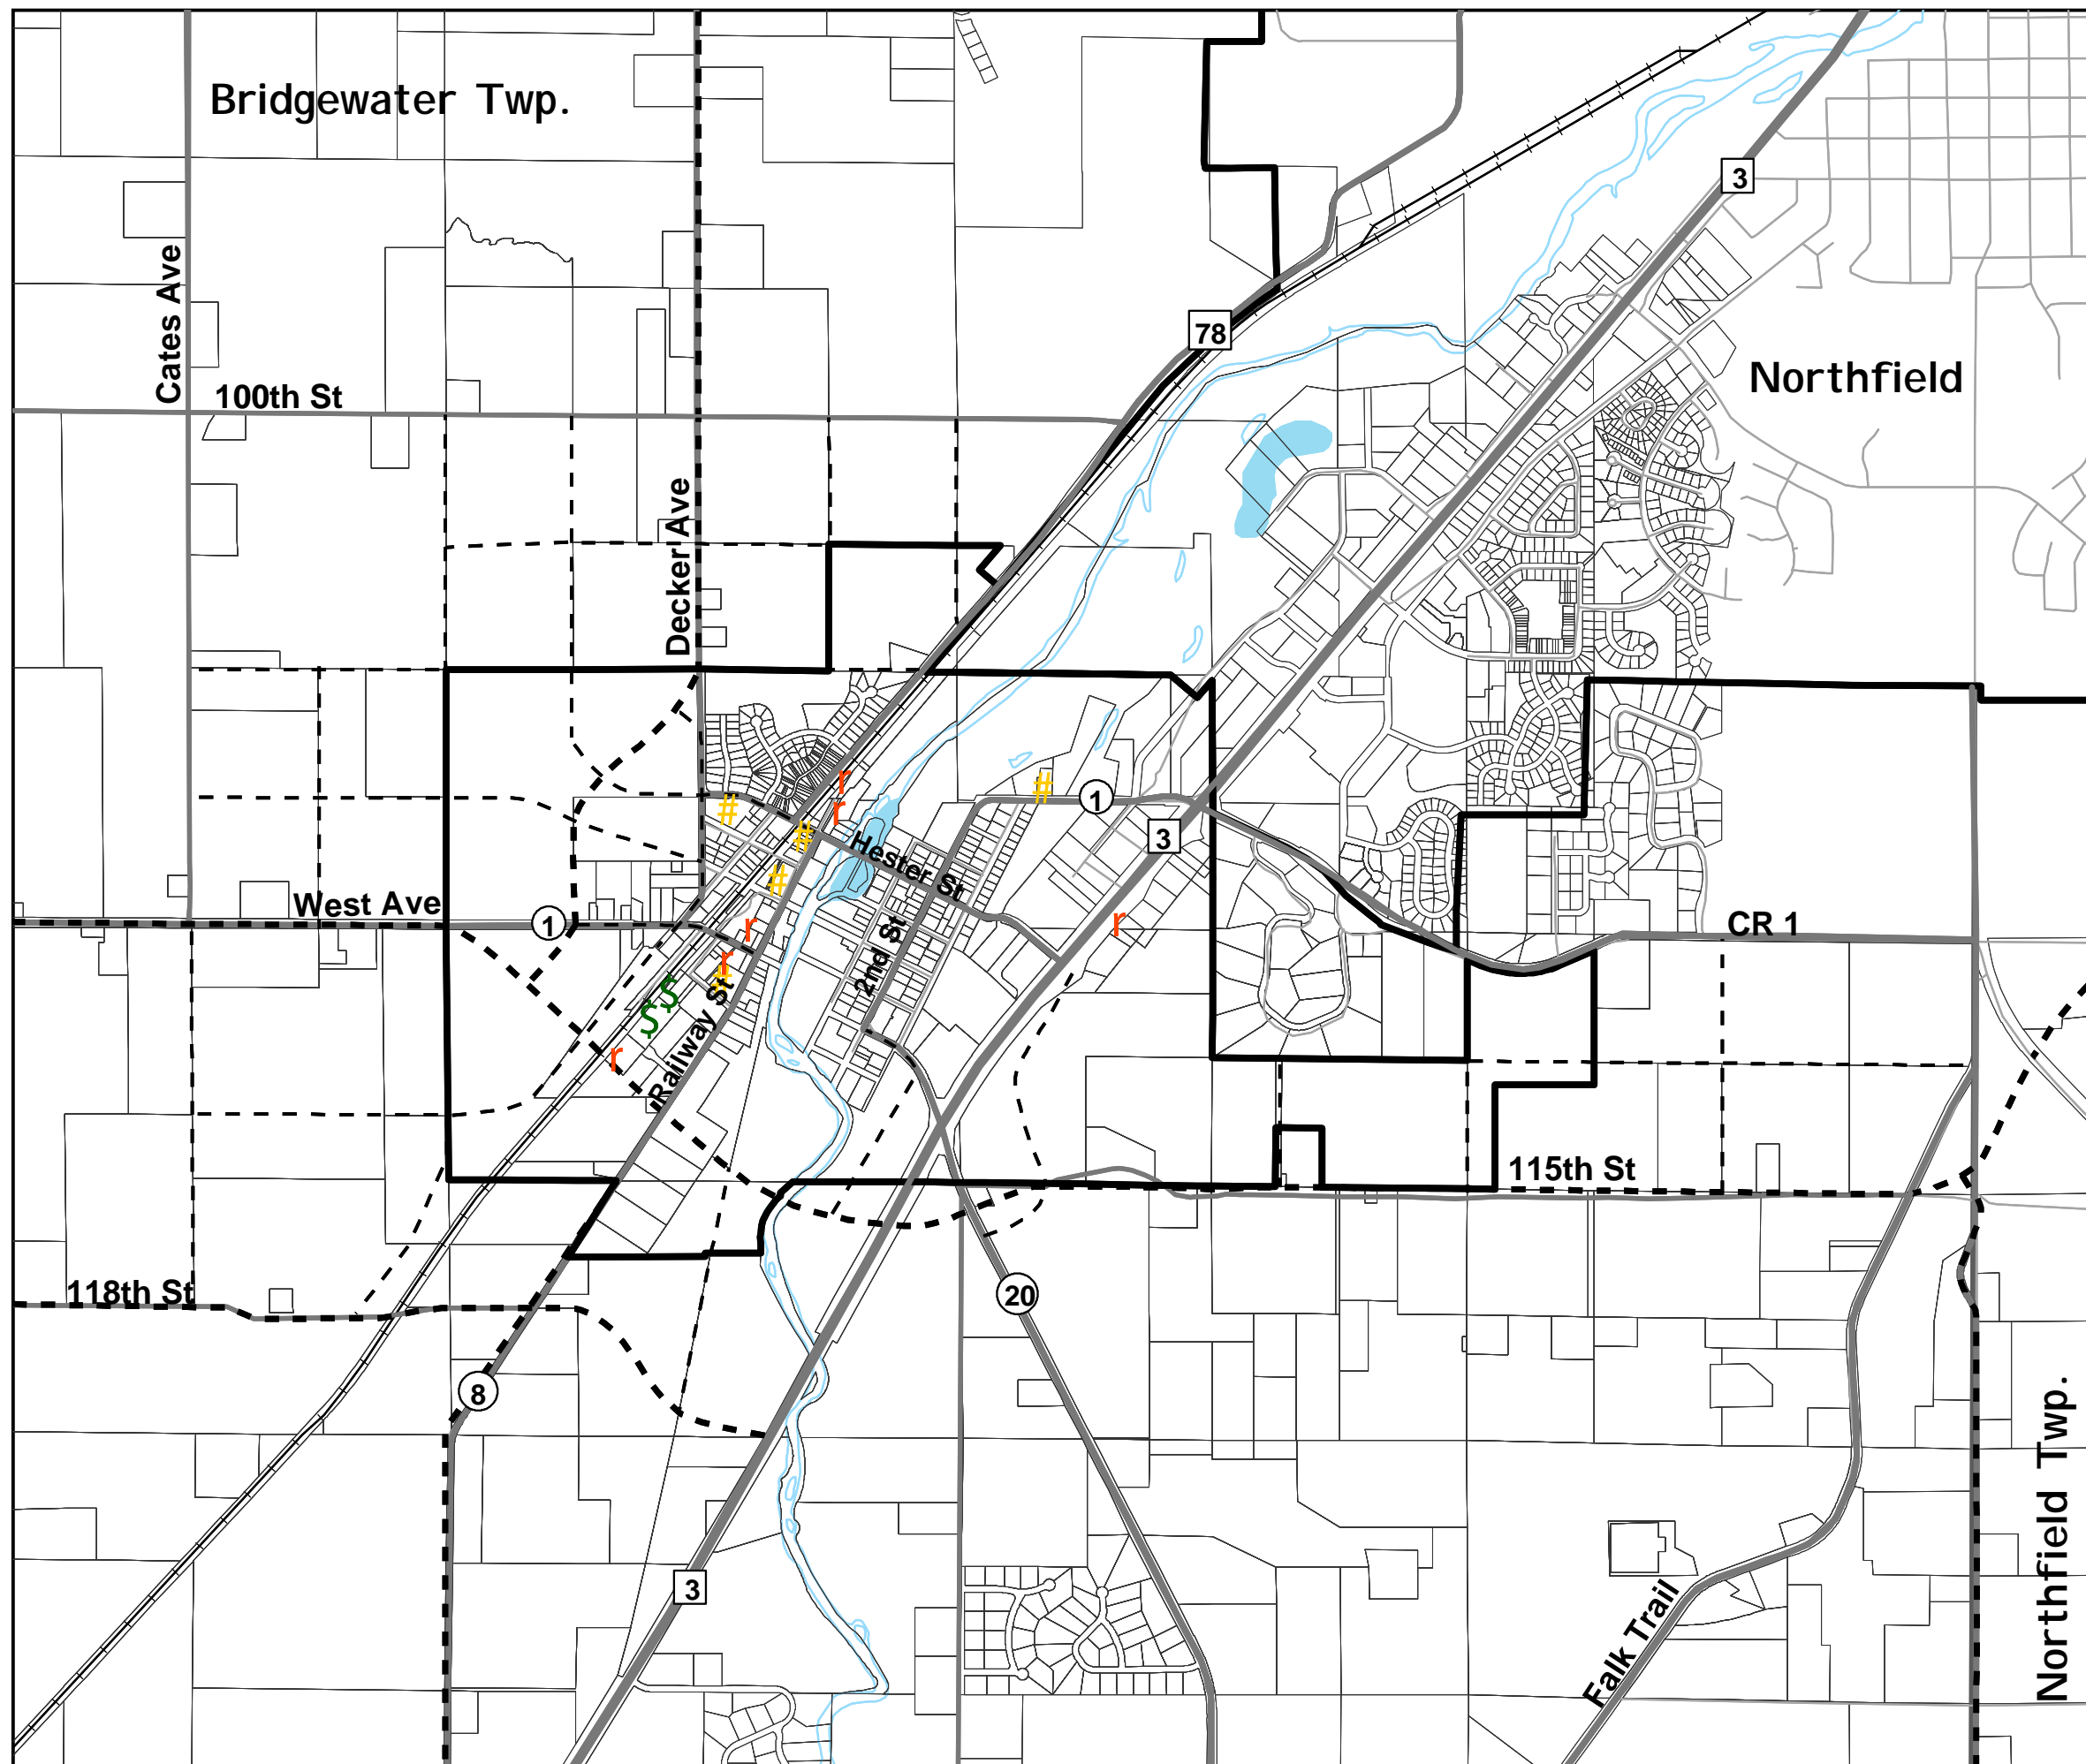 Bridgewater Twp.
3
Cates Ave
78
Northfield
100th St
Decker Ave
r
r
#
#
1
#
3
Hester St
#
West Ave
1
r
r
#
2nd St
r
CR 1
$
$
Railway St
r
115th St
118th St
20
8
Northfield Twp.
3
Falk Trail